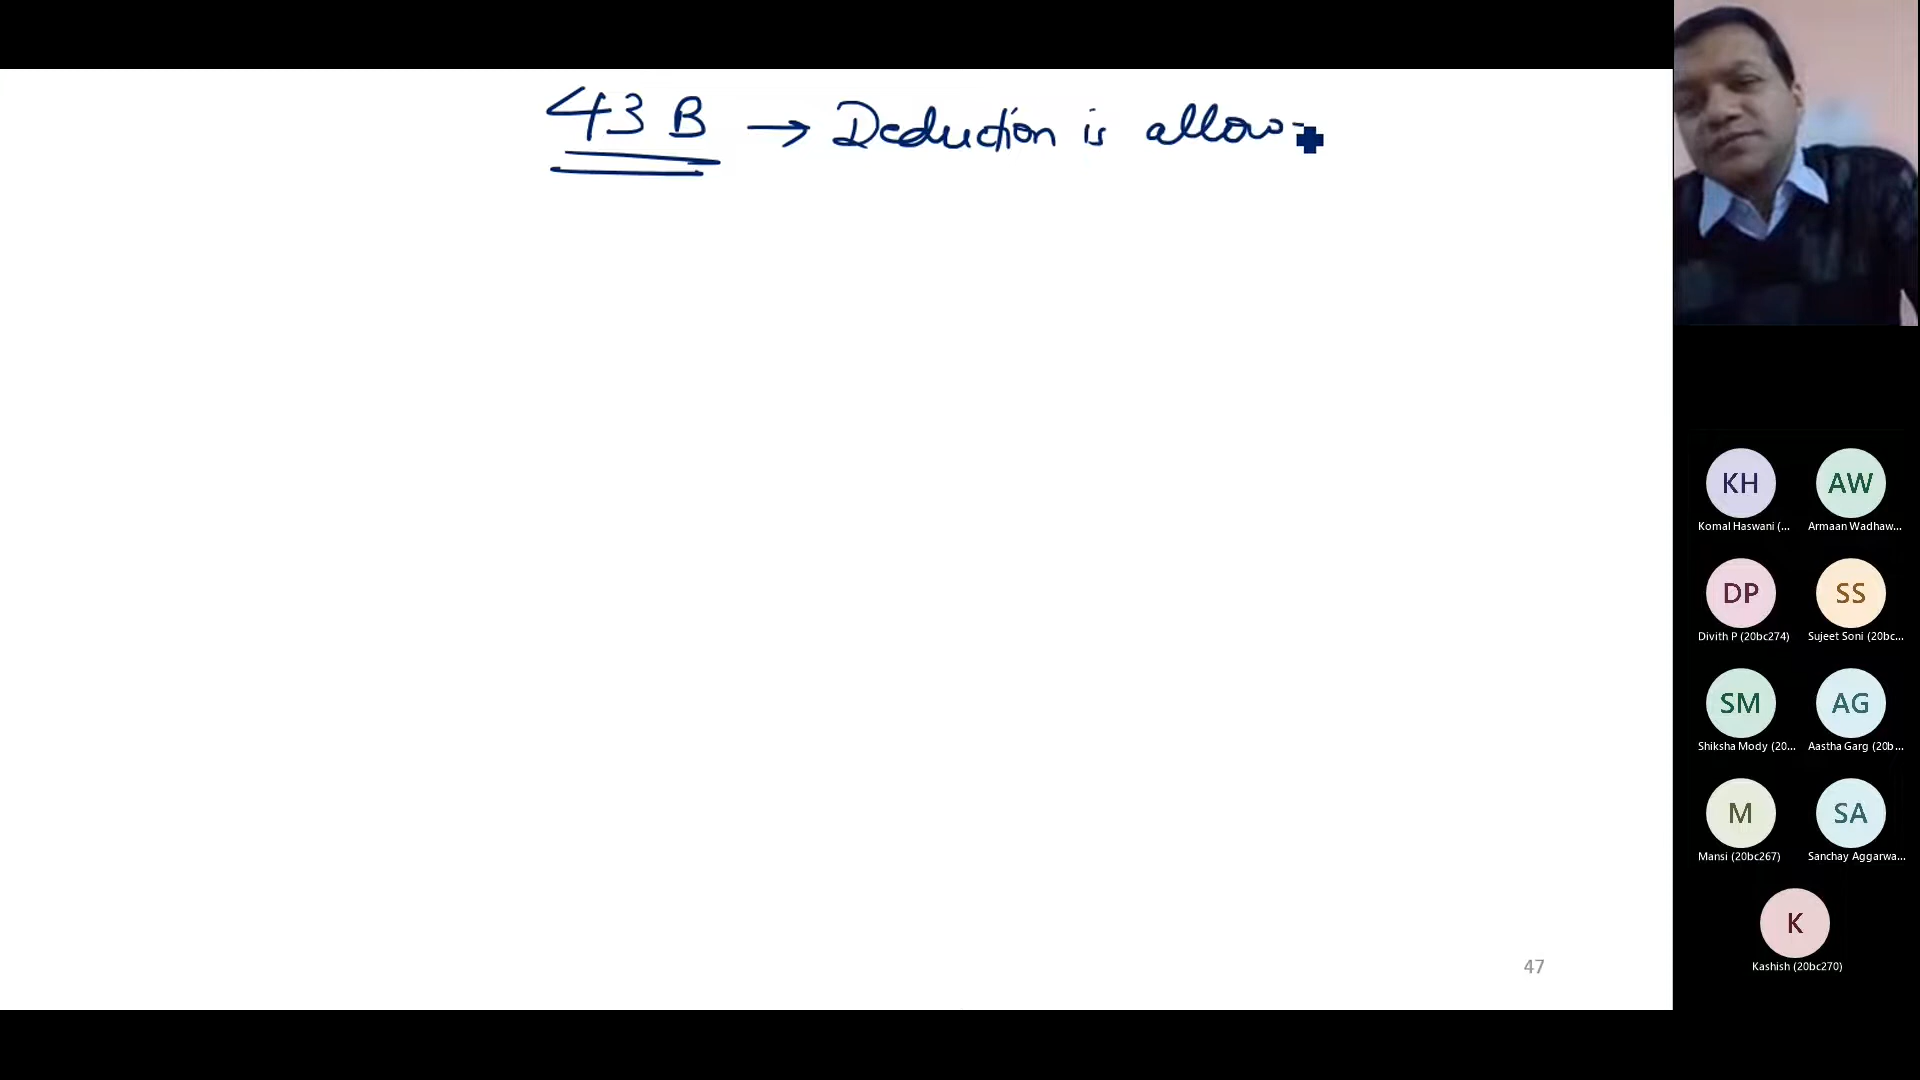 43 B → Deduction is allow
KH
AW
Komal Haswani (...
Armaan Wadhaw...
DP
SS
Divith P (20bc274)
Sujeet Soni (20bc...
SM
AG
Shiksha Mody (20...
Aastha Garg (20b...
M
SA
Mansi (20bc267)
Sanchay Aggarwa...
K
Kashish (20bc270)
47